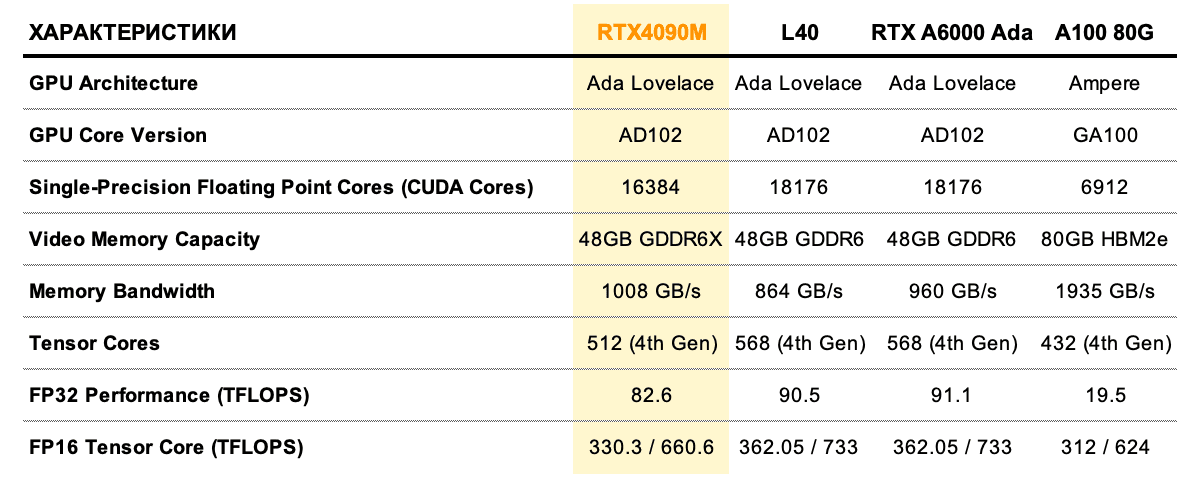 ХАРАКТЕРИСТИКИ RTX4090M L40 RTX A6000 Ada A100 80G
GPU Architecture Ada Lovelace Ada Lovelace Ada Lovelace Ampere
GPU Core Version AD102 AD102 AD102 GA100
Single-Precision Floating Point Cores (CUDA Cores) 16384 18176 18176 6912
Video Memory Capacity 48GB GDDR6X 48GB GDDR6 48GB GDDR6 80GB HBM2e
Memory Bandwidth 1008 GB/s 864 GB/s 960 GB/s 1935 GB/s
Tensor Cores 512 (4th Gen) 568 (4th Gen) 568 (4th Gen) 432 (4th Gen)
FP32 Performance (TFLOPS) 82.6 90.5 91.1 19.5
FP16 Tensor Core (TFLOPS) 330.3 / 660.6 362.05 / 733 362.05 / 733 312 / 624